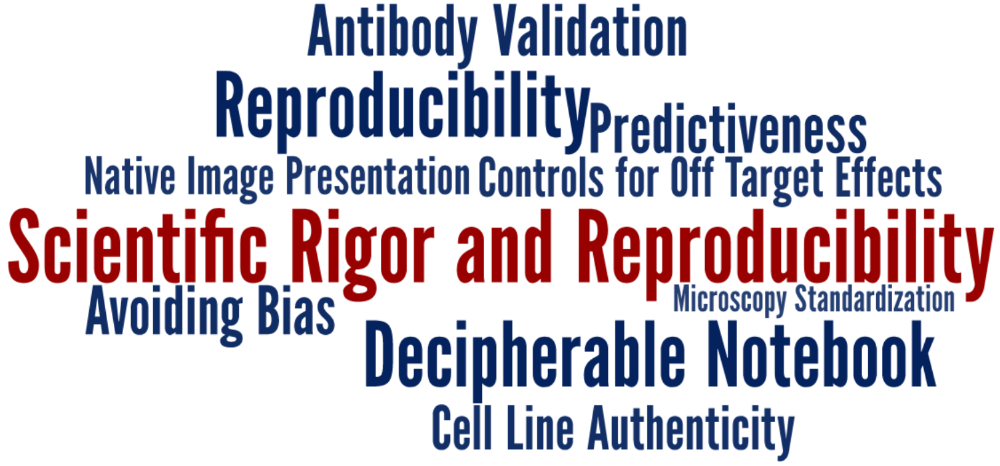 Antibody Validation
Reproducibility
Predictiveness
Native Image Presentation
Controls for Off Target Effects
Scientific Rigor and Reproducibility
Avoiding Bias
Microscopy Standardization
Decipherable Notebook
Cell Line Authenticity